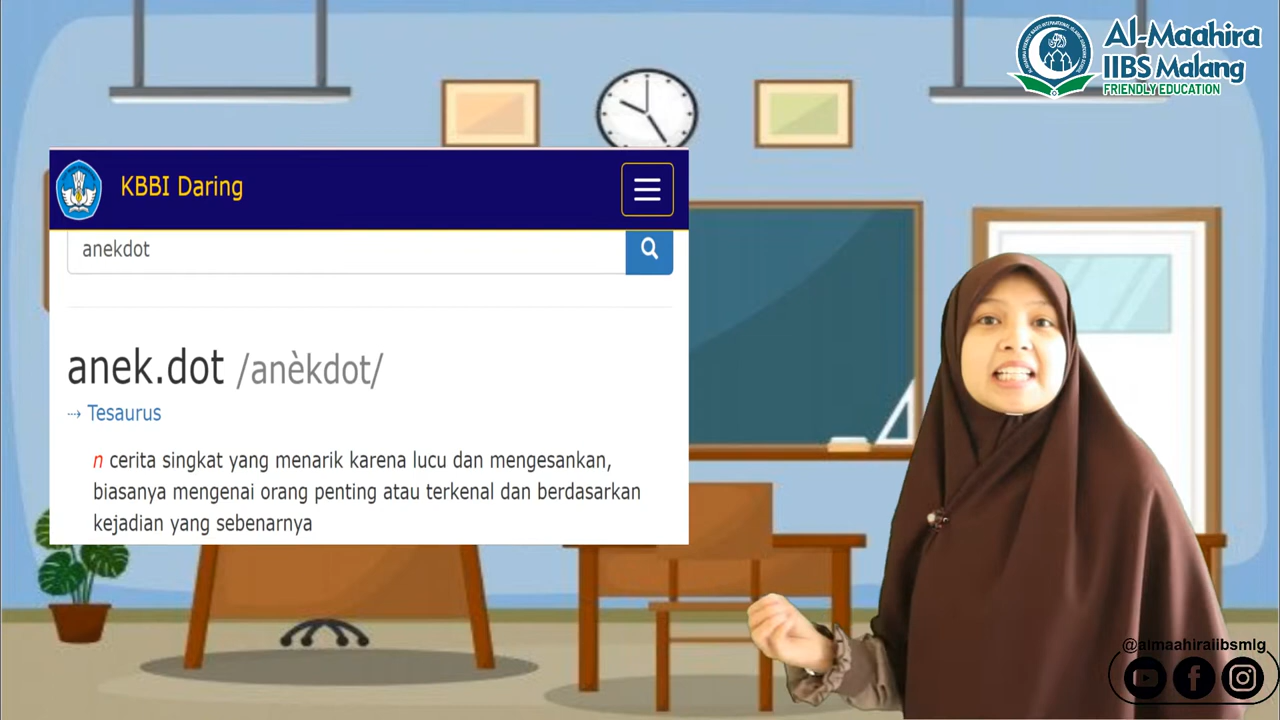 Al-Maahira
IIBS Malang
FRIENDLY EDUCATION
KBBI Daring
anekdot
anek.dot /anèkdot/
⤍ Tesaurus
n cerita singkat yang menarik karena lucu dan mengesankan,
biasanya mengenai orang penting atau terkenal dan berdasarkan
kejadian yang sebenarnya
@almaahiraiibsmlg